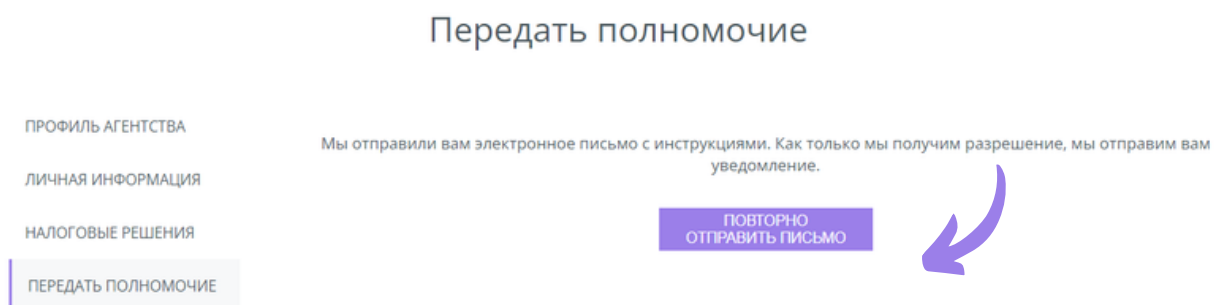 Передать полномочие
ПРОФИЛЬ АГЕНТСТВА
ЛИЧНАЯ ИНФОРМАЦИЯ
НАЛОГОВЫЕ РЕШЕНИЯ
ПЕРЕДАТЬ ПОЛНОМОЧИЕ
Мы отправили вам электронное письмо с инструкциями. Как только мы получим разрешение, мы отправим вам
уведомление.
ПОВТОРНО
ОТПРАВИТЬ ПИСЬМО